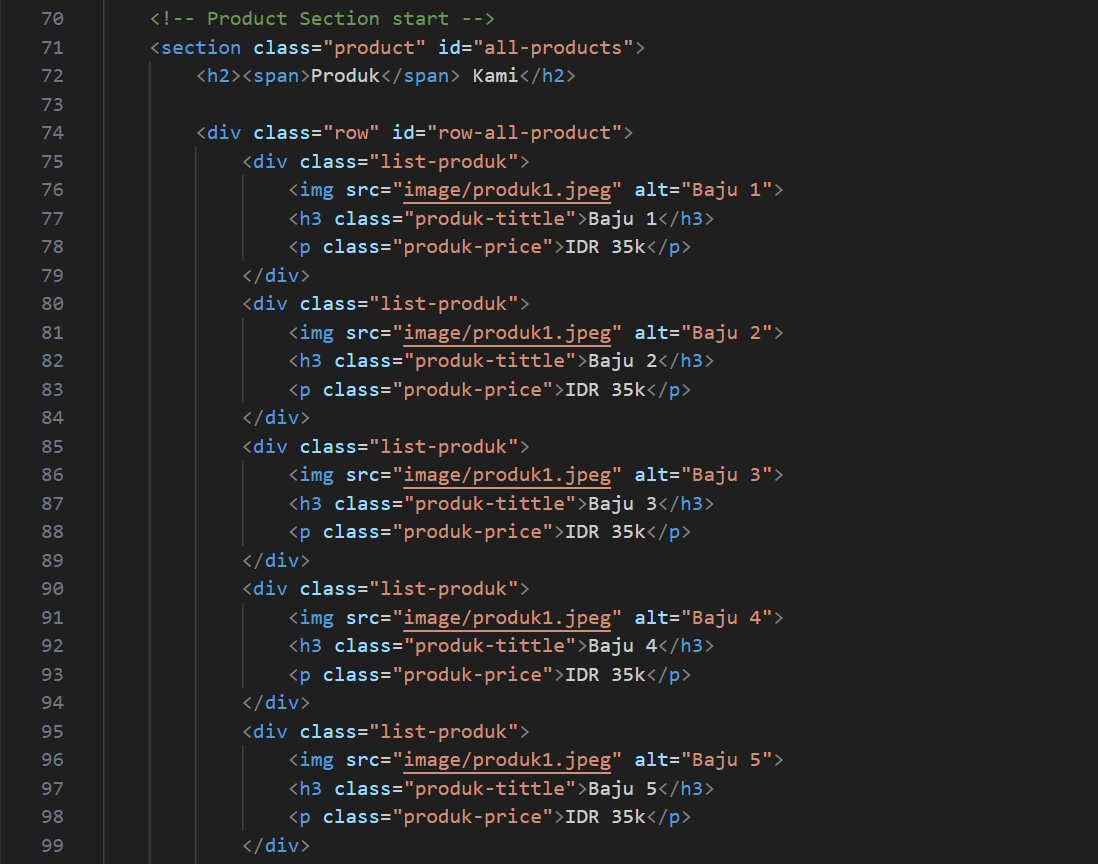 70 <!-- Product Section start -->
71 <section class="product" id="all-products">
72 <h2><span>Produk</span> Kami</h2>
73
74 <div class="row" id="row-all-product">
75 <div class="list-produk">
76 <img src="image/produk1.jpeg" alt="Baju 1">
77 <h3 class="produk-tittle">Baju 1</h3>
78 <p class="produk-price">IDR 35k</p>
79 </div>
80 <div class="list-produk">
81 <img src="image/produk1.jpeg" alt="Baju 2">
82 <h3 class="produk-tittle">Baju 2</h3>
83 <p class="produk-price">IDR 35k</p>
84 </div>
85 <div class="list-produk">
86 <img src="image/produk1.jpeg" alt="Baju 3">
87 <h3 class="produk-tittle">Baju 3</h3>
88 <p class="produk-price">IDR 35k</p>
89 </div>
90 <div class="list-produk">
91 <img src="image/produk1.jpeg" alt="Baju 4">
92 <h3 class="produk-tittle">Baju 4</h3>
93 <p class="produk-price">IDR 35k</p>
94 </div>
95 <div class="list-produk">
96 <img src="image/produk1.jpeg" alt="Baju 5">
97 <h3 class="produk-tittle">Baju 5</h3>
98 <p class="produk-price">IDR 35k</p>
99 </div>